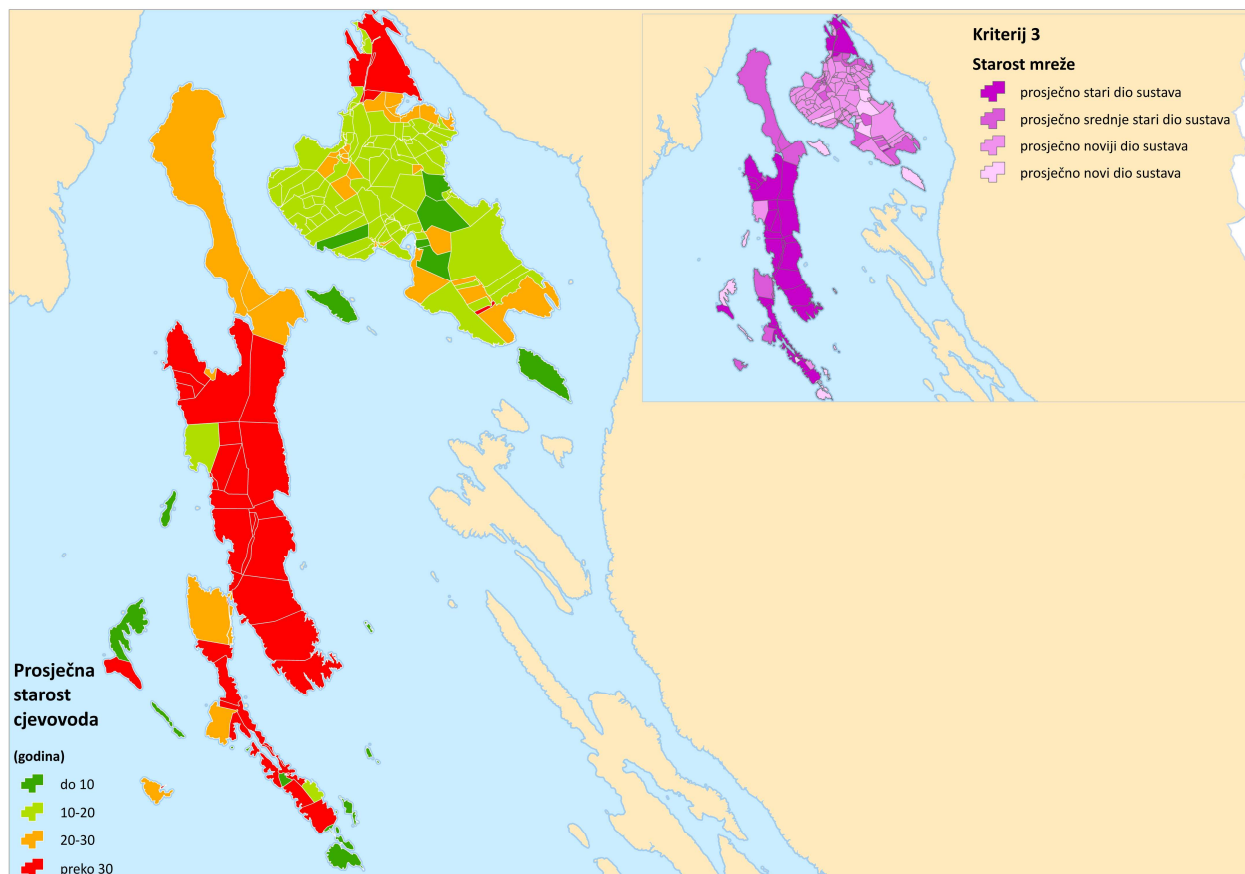 Kriterij 3
Starost mreže
prosječno stari dio sustava
prosječno srednje stari dio sustava
prosječno noviji dio sustava
prosječno novi dio sustava
Prosječna
starost
cjevovoda
(godina)
do 10
10-20
20-30
preko 30